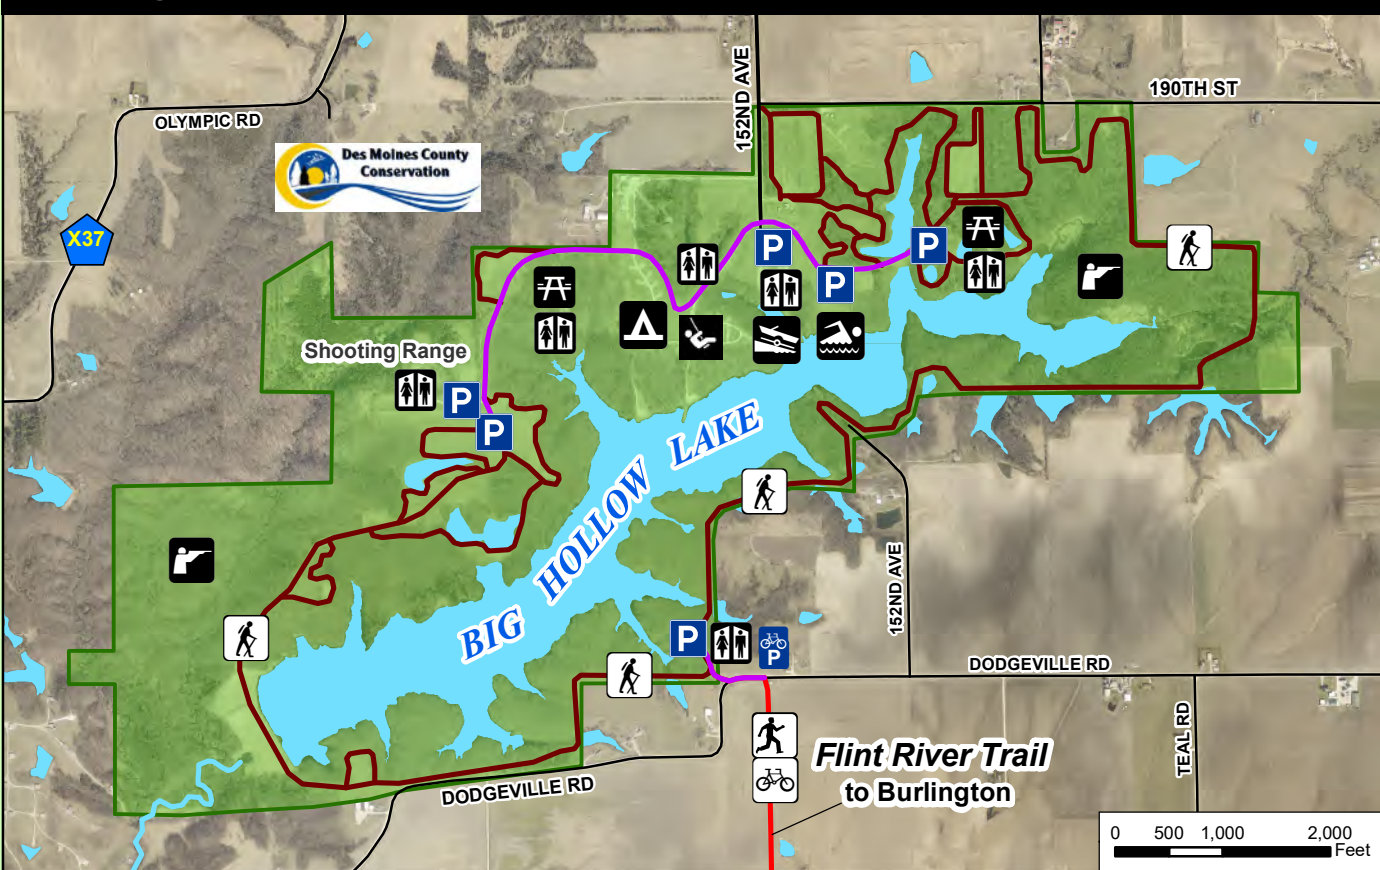 190TH ST
152ND AVE
OLYMPIC RD
Des Moines County
Conservation
X37
P
P
P
Shooting Range
P
P
BIG HOLLOW LAKE
152ND AVE
P
P
DODGEVILLE RD
TEAL RD
Flint River Trail
to Burlington
DODGEVILLE RD
0 500 1,000 2,000
Feet